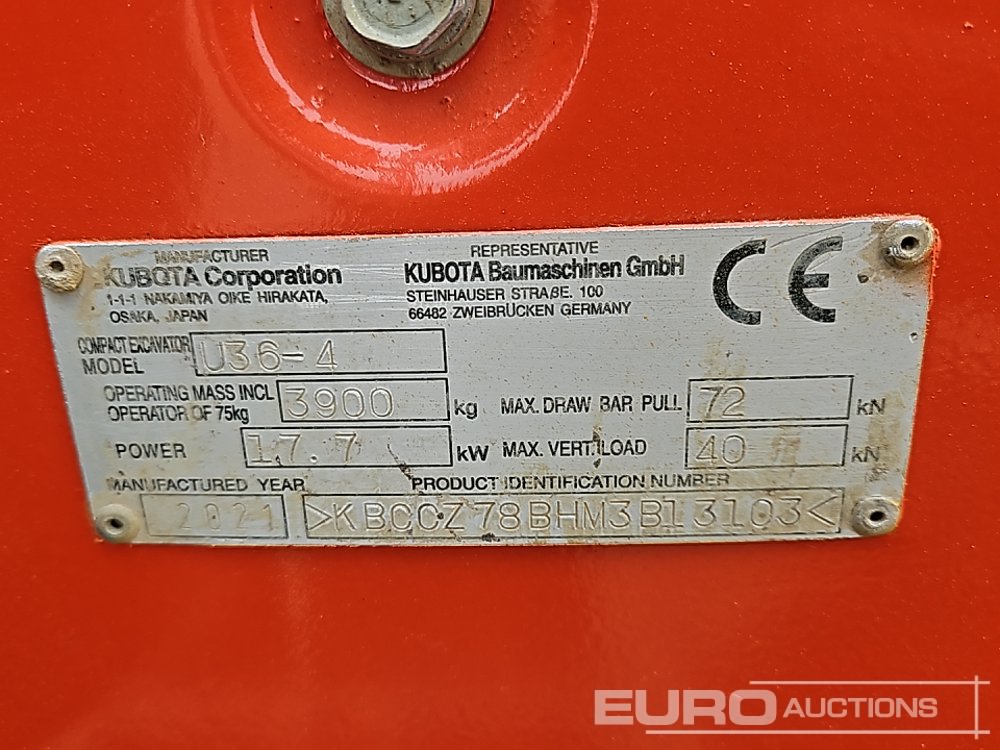 MANUFACTURER
KUBOTA Corporation
1-1-1 NAKAMIYA OIKE HIRAKATA,
OSAKA, JAPAN
REPRESENTATIVE
KUBOTA Baumaschinen GmbH
STEINHAUSER STRAßE. 100
66482 ZWEIBRÜCKEN GERMANY
CE
COMPACT EXCAVATOR
MODEL U36-4
OPERATING MASS INCL
OPERATOR OF 75kg 3900 kg
MAX. DRAW BAR PULL 72 kN
POWER 17.7 kW
MAX. VERT. LOAD 40 kN
MANUFACTURED YEAR
2021
PRODUCT IDENTIFICATION NUMBER
>KBCCZ78BHM3B13103<
EURO AUCTIONS